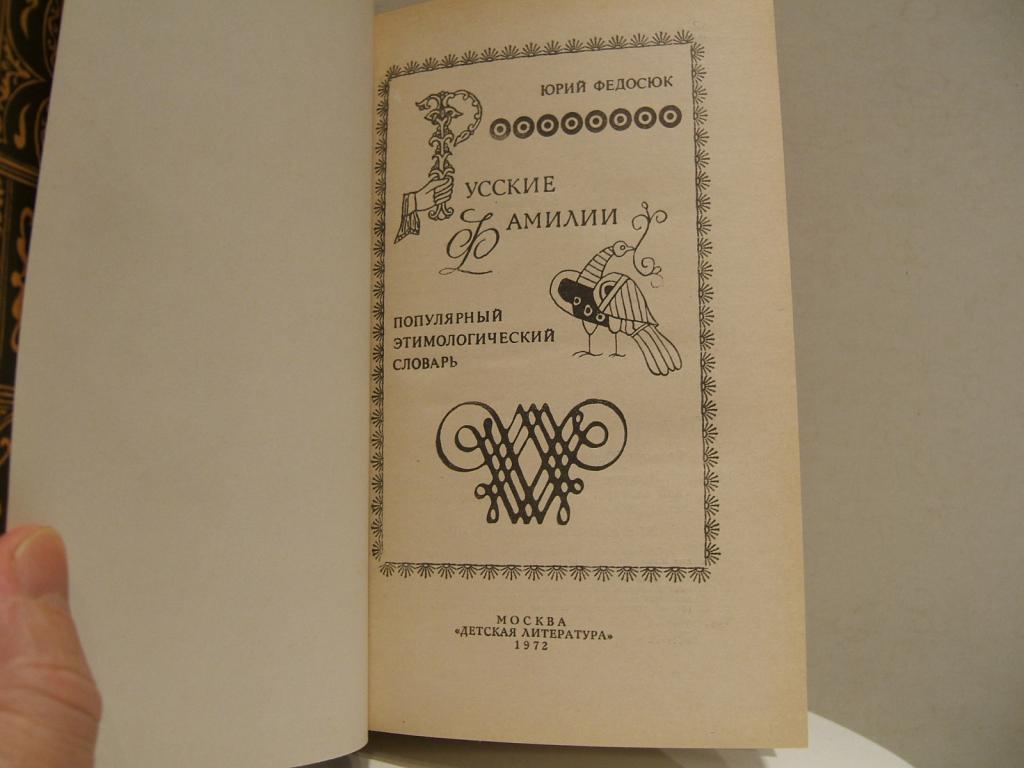 ЮРИЙ ФЕДОСЮК
РУССКИЕ
ФАМИЛИИ
ПОПУЛЯРНЫЙ
ЭТИМОЛОГИЧЕСКИЙ
СЛОВАРЬ
МОСКВА
«ДЕТСКАЯ ЛИТЕРАТУРА»
1972